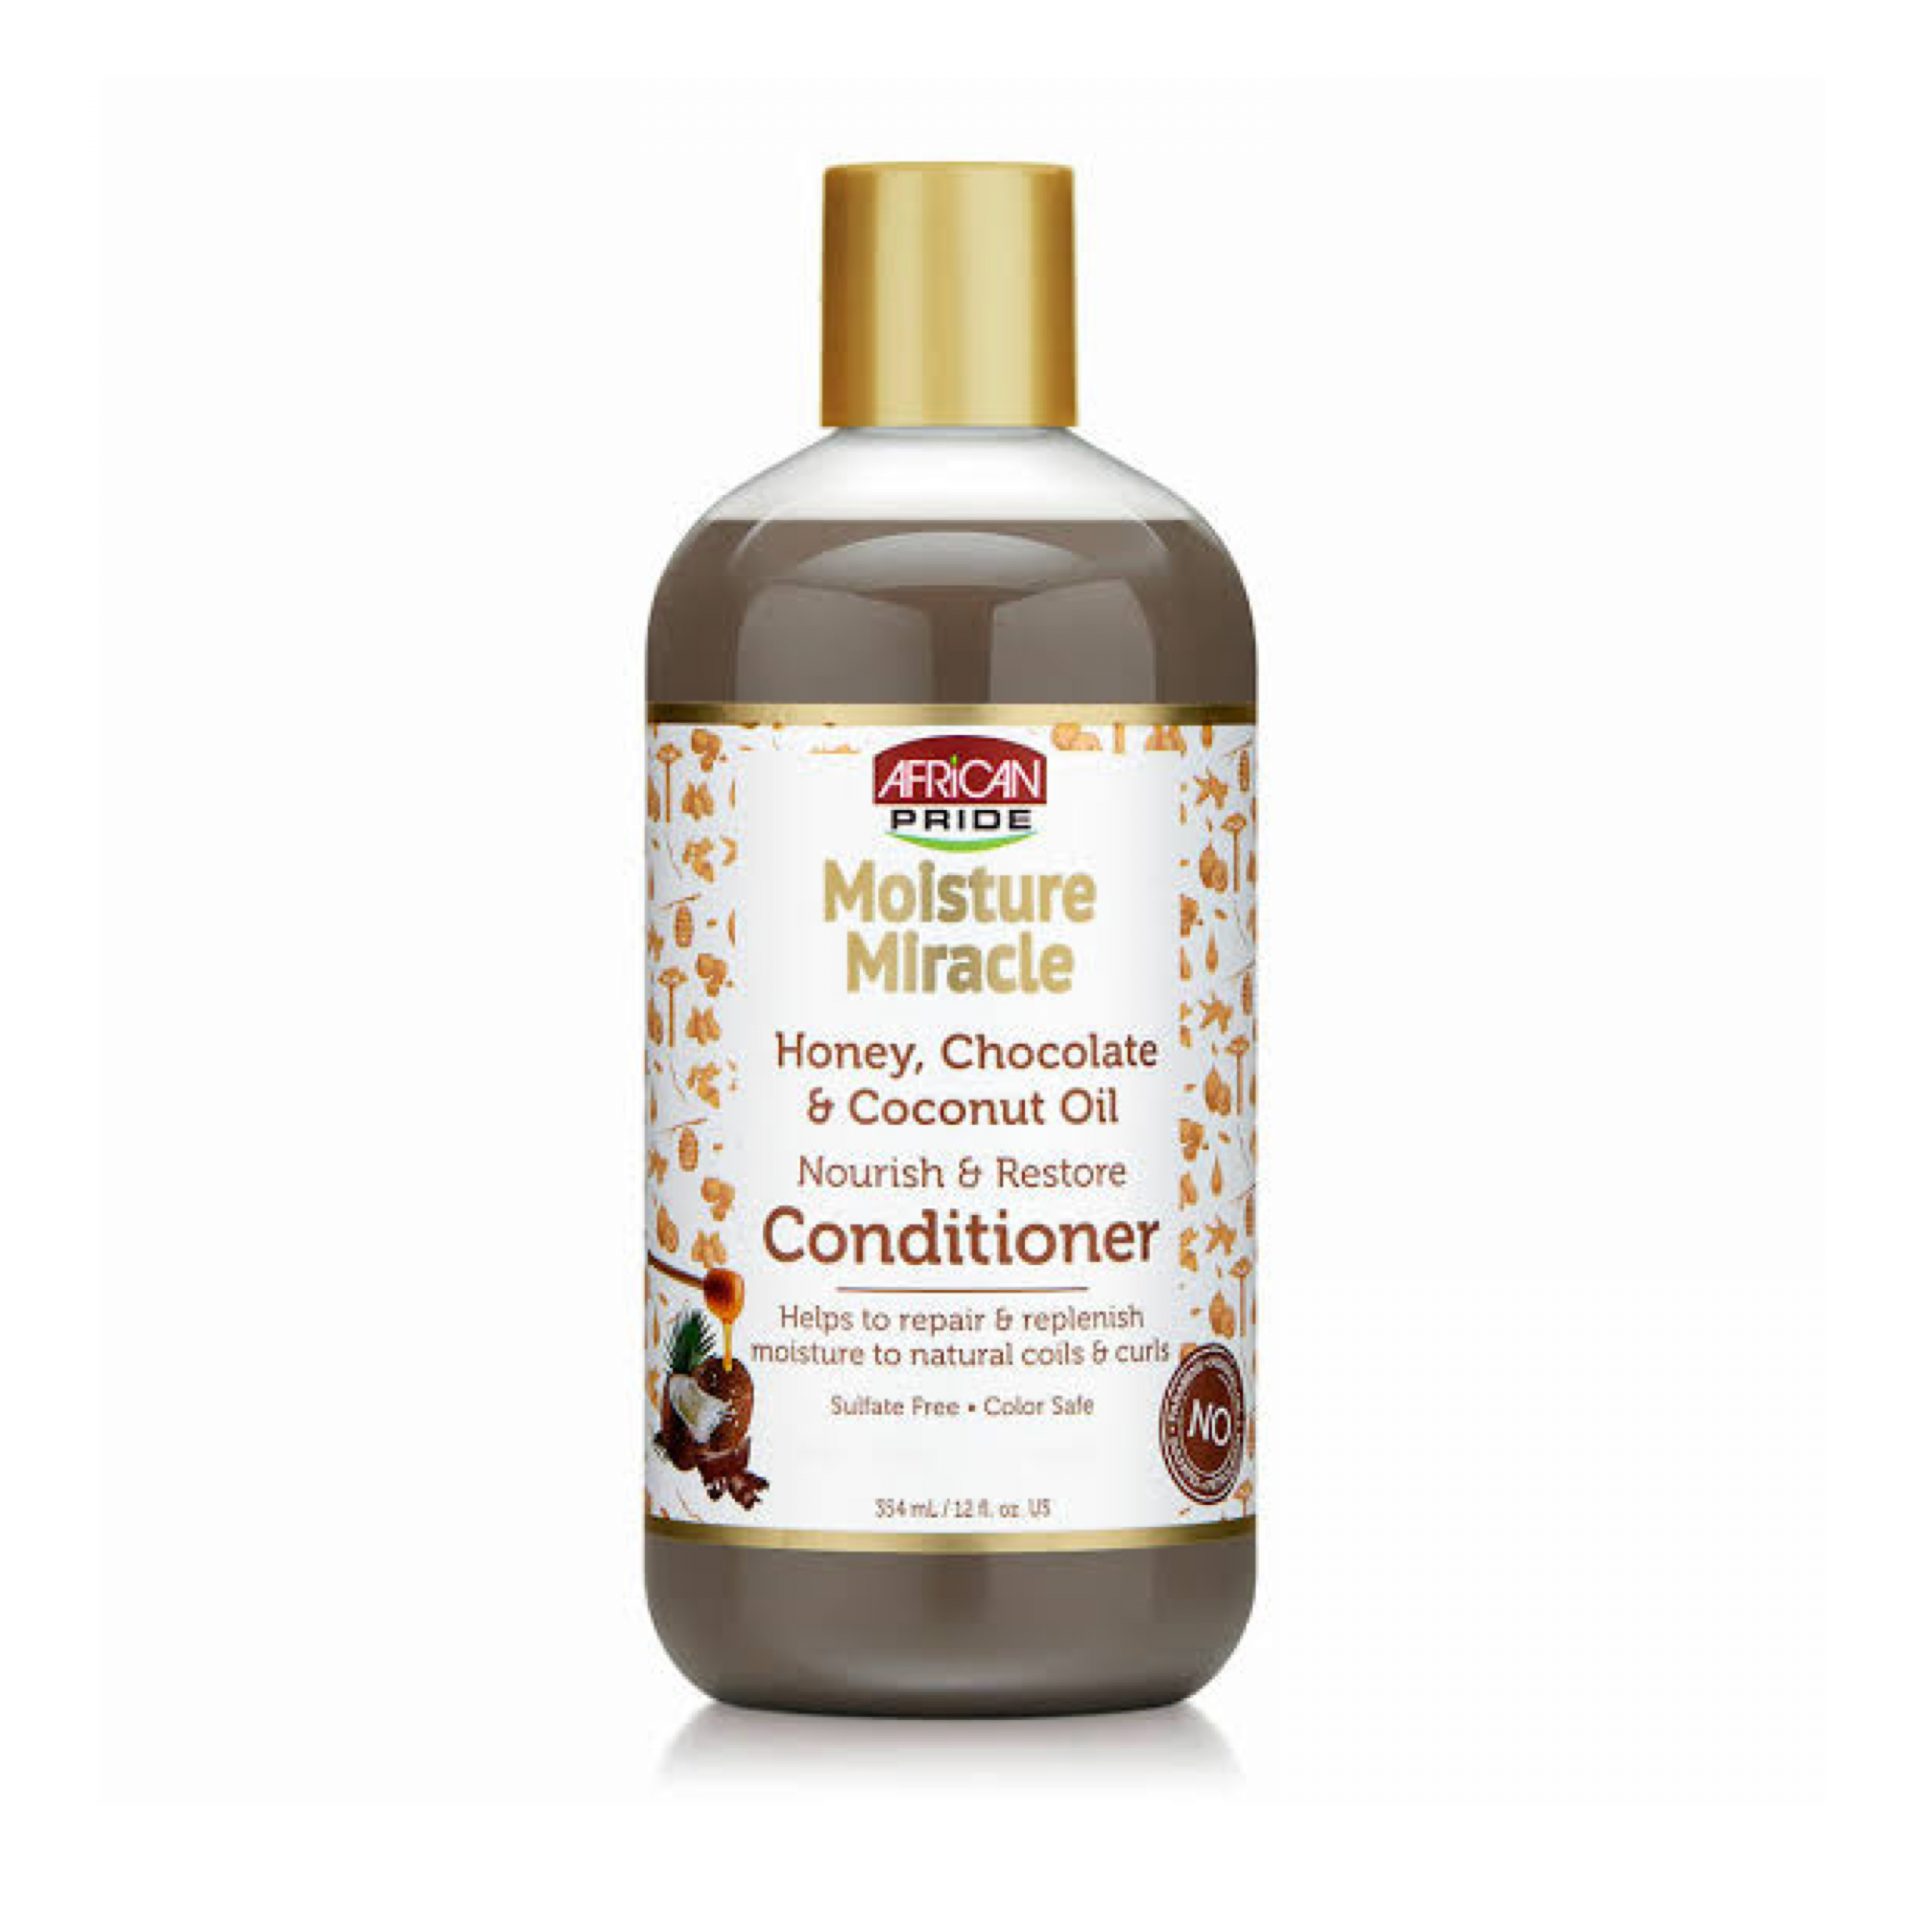 AFRICAN
PRIDE
Moisture
Miracle
Honey, Chocolate
& Coconut Oil
Nourish & Restore
Conditioner
Helps to repair & replenish
moisture to natural coils & curls
Sulfate Free • Color Safe
NO
354 mL / 12 fl. oz. US